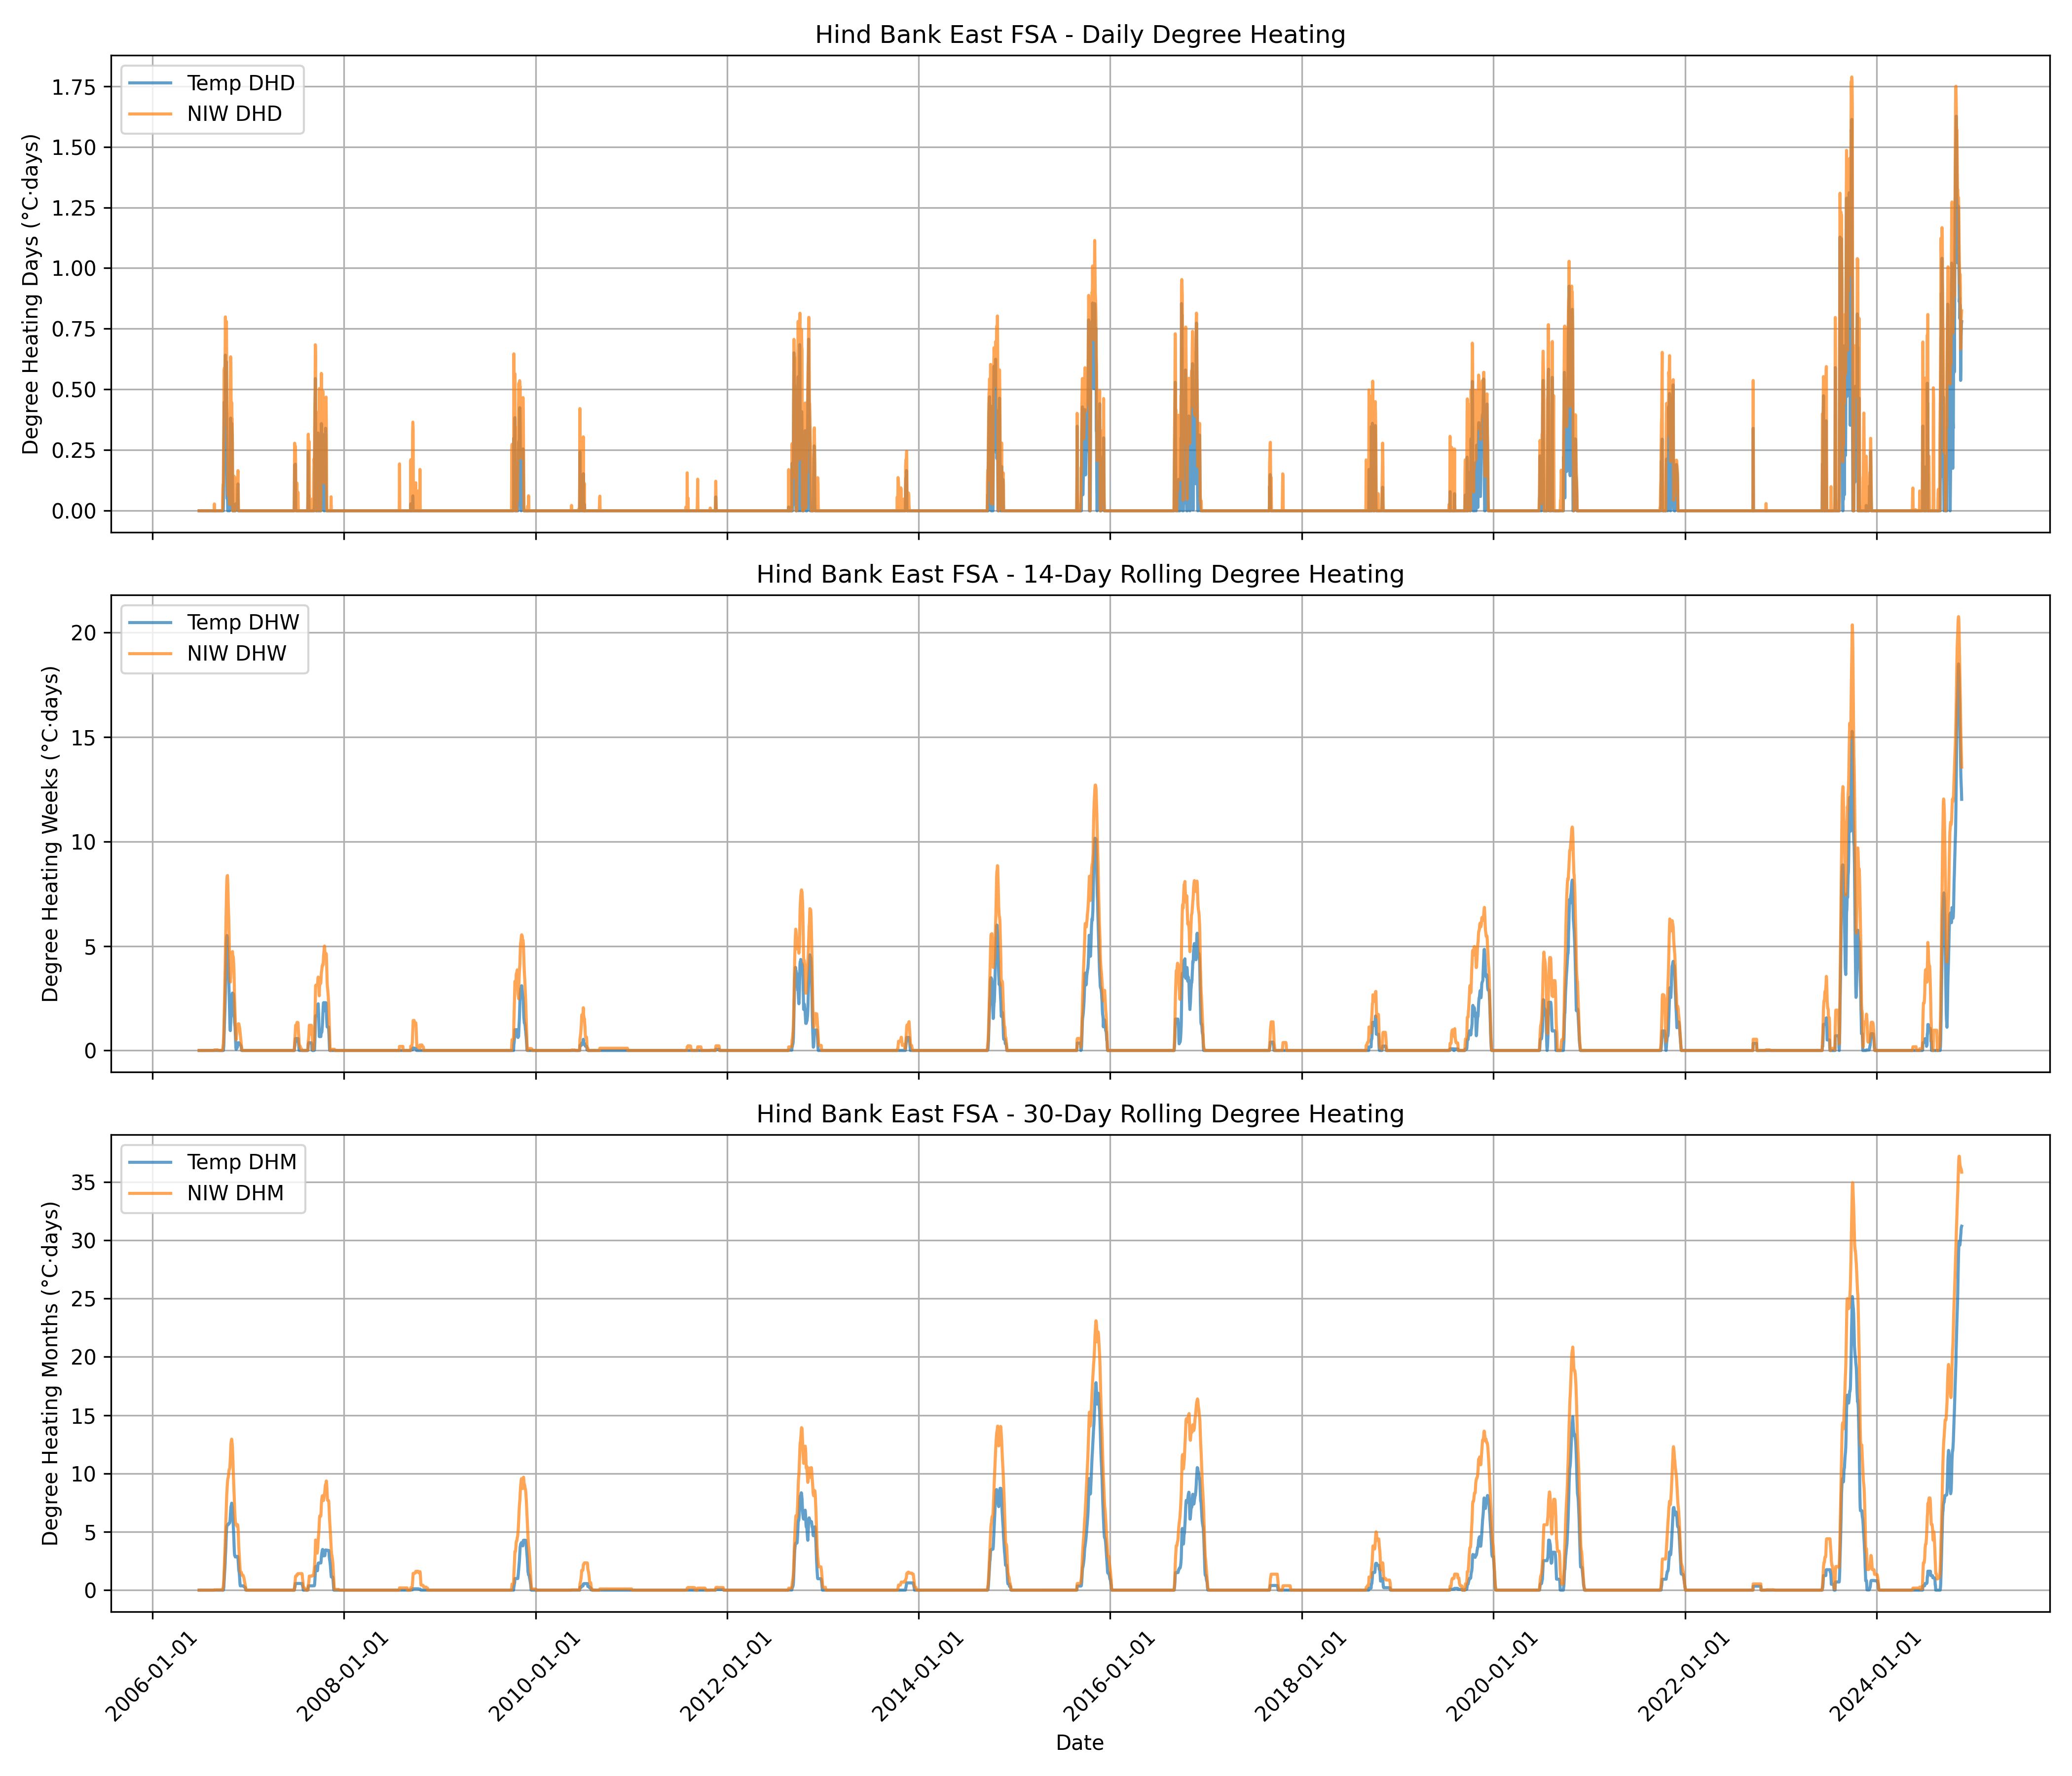 Hind Bank East FSA - Daily Degree Heating
Temp DHD
NIW DHD
Degree Heating Days (°C·days)
1.75
1.50
1.25
1.00
0.75
0.50
0.25
0.00
Hind Bank East FSA - 14-Day Rolling Degree Heating
Temp DHW
NIW DHW
Degree Heating Weeks (°C·days)
20
15
10
5
0
Hind Bank East FSA - 30-Day Rolling Degree Heating
Temp DHM
NIW DHM
Degree Heating Months (°C·days)
35
30
25
20
15
10
5
0
2006-01-01
2008-01-01
2010-01-01
2012-01-01
2014-01-01
2016-01-01
2018-01-01
2020-01-01
2022-01-01
2024-01-01
Date